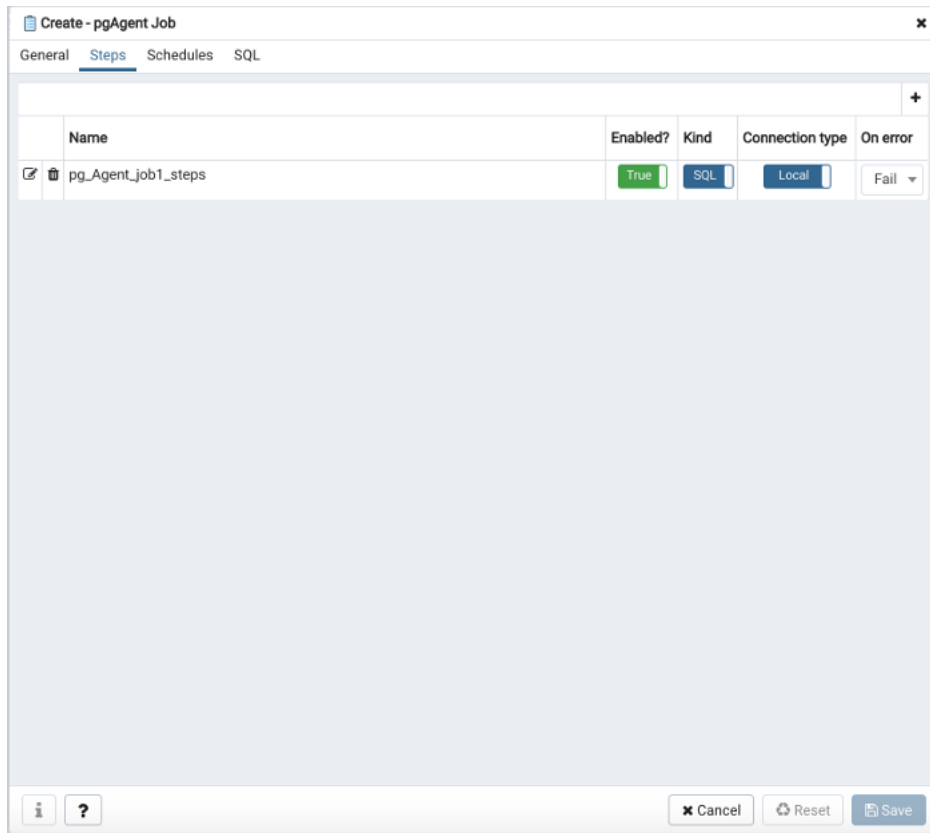 Create - pgAgent Job
General Steps Schedules SQL
Name Enabled? Kind Connection type On error
pg_Agent_job1_steps True SQL Local Fail
i ? Cancel Reset Save